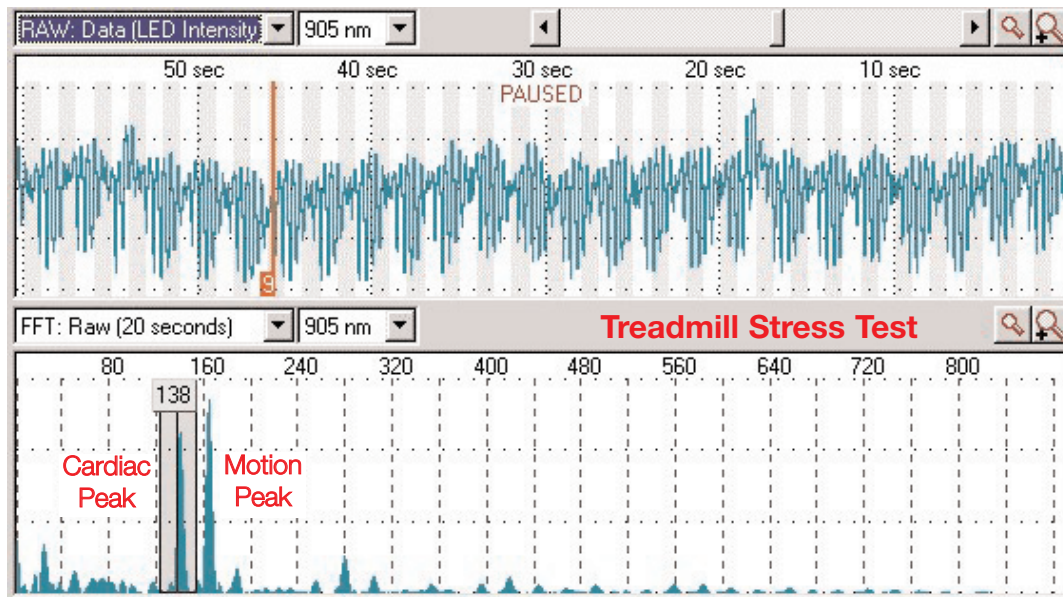 RAW: Data (LED Intensity) 905 nm
50 sec 40 sec 30 sec 20 sec 10 sec
PAUSED
9
FFT: Raw (20 seconds) 905 nm Treadmill Stress Test
80 160 240 320 400 480 560 640 720 800
138
Cardiac Peak
Motion Peak